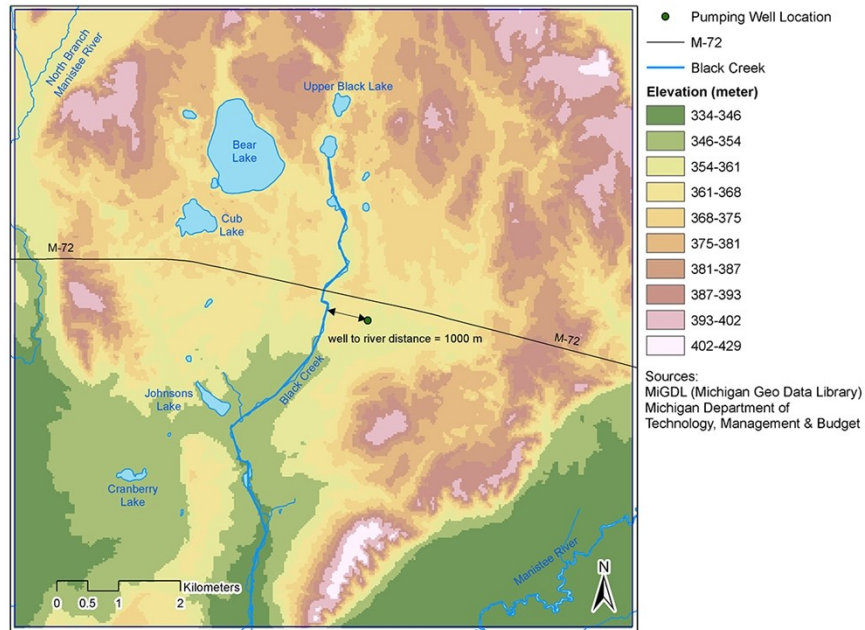 North Branch
Manistee River
Upper Black Lake
Bear
Lake
Cub
Lake
M-72
well to river distance = 1000 m
M-72
Black Creek
Johnsons
Lake
Cranberry
Lake
Manistee River
Kilometers
0 0.5 1 2
N
Pumping Well Location
M-72
Black Creek
Elevation (meter)
334-346
346-354
354-361
361-368
368-375
375-381
381-387
387-393
393-402
402-429
Sources:
MiGDL (Michigan Geo Data Library)
Michigan Department of
Technology, Management & Budget